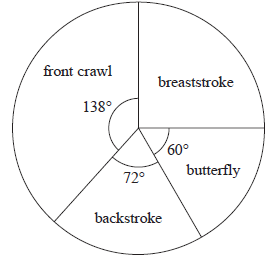 front crawl
breaststroke
138°
60°
72°
butterfly
backstroke